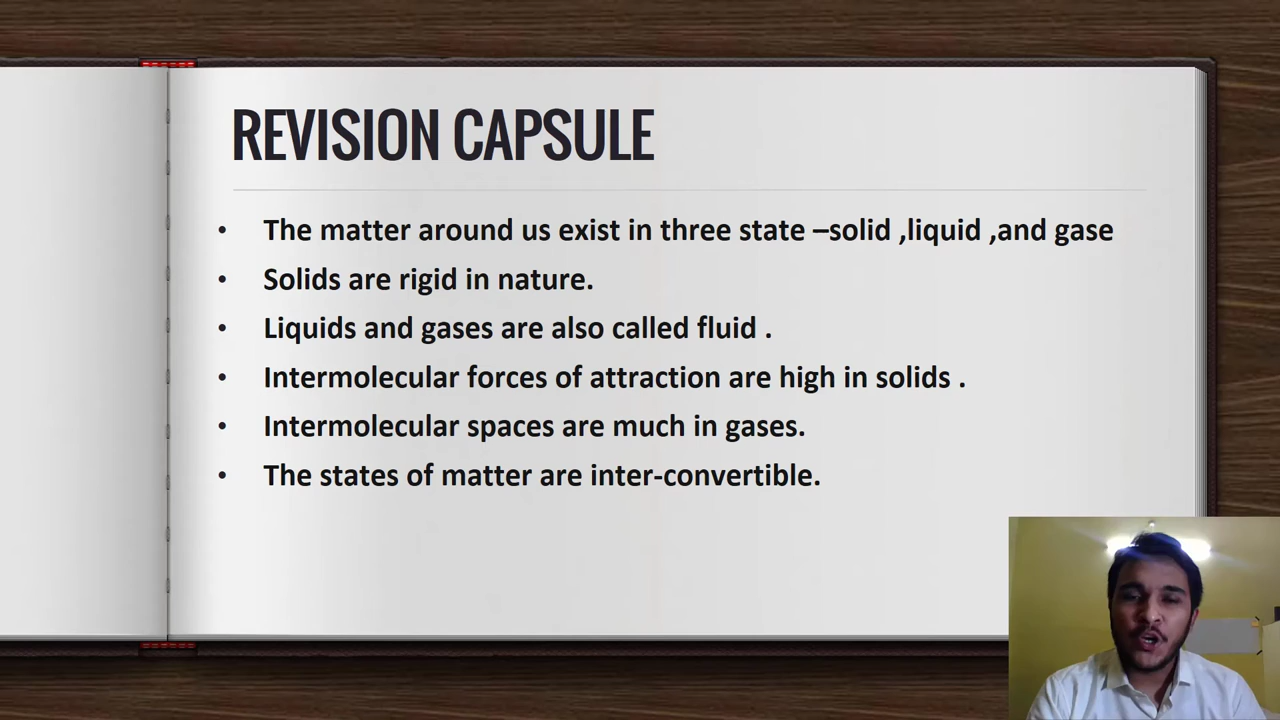 REVISION CAPSULE
• The matter around us exist in three state –solid ,liquid ,and gase
• Solids are rigid in nature.
• Liquids and gases are also called fluid .
• Intermolecular forces of attraction are high in solids .
• Intermolecular spaces are much in gases.
• The states of matter are inter-convertible.